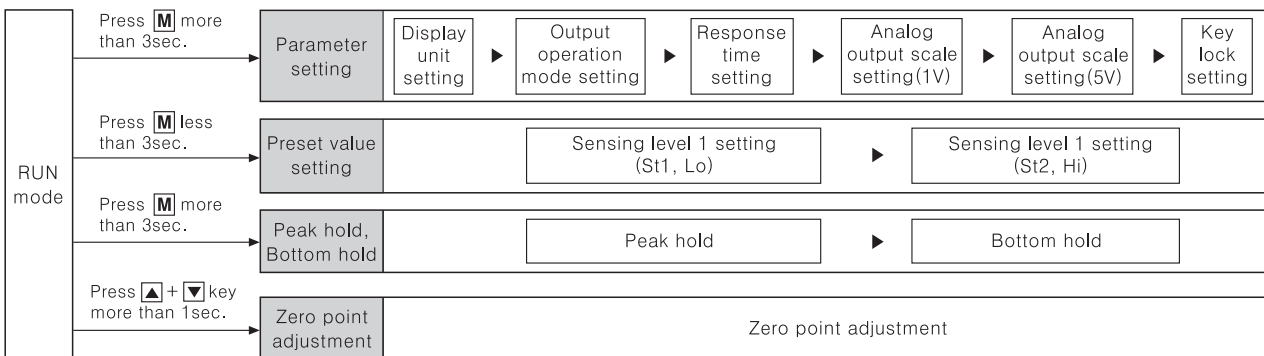 RUN
mode
Press M more
than 3sec.
Parameter
setting
Display
unit
setting
▶
Output
operation
mode setting
▶
Response
time
setting
▶
Analog
output scale
setting(1V)
▶
Analog
output scale
setting(5V)
▶
Key
lock
setting
Press M less
than 3sec.
Preset value
setting
Sensing level 1 setting
(St1, Lo)
▶
Sensing level 1 setting
(St2, Hi)
Press M more
than 3sec.
Peak hold,
Bottom hold
Peak hold
▶
Bottom hold
Press ▲ + ▼ key
more than 1sec.
Zero point
adjustment
Zero point adjustment